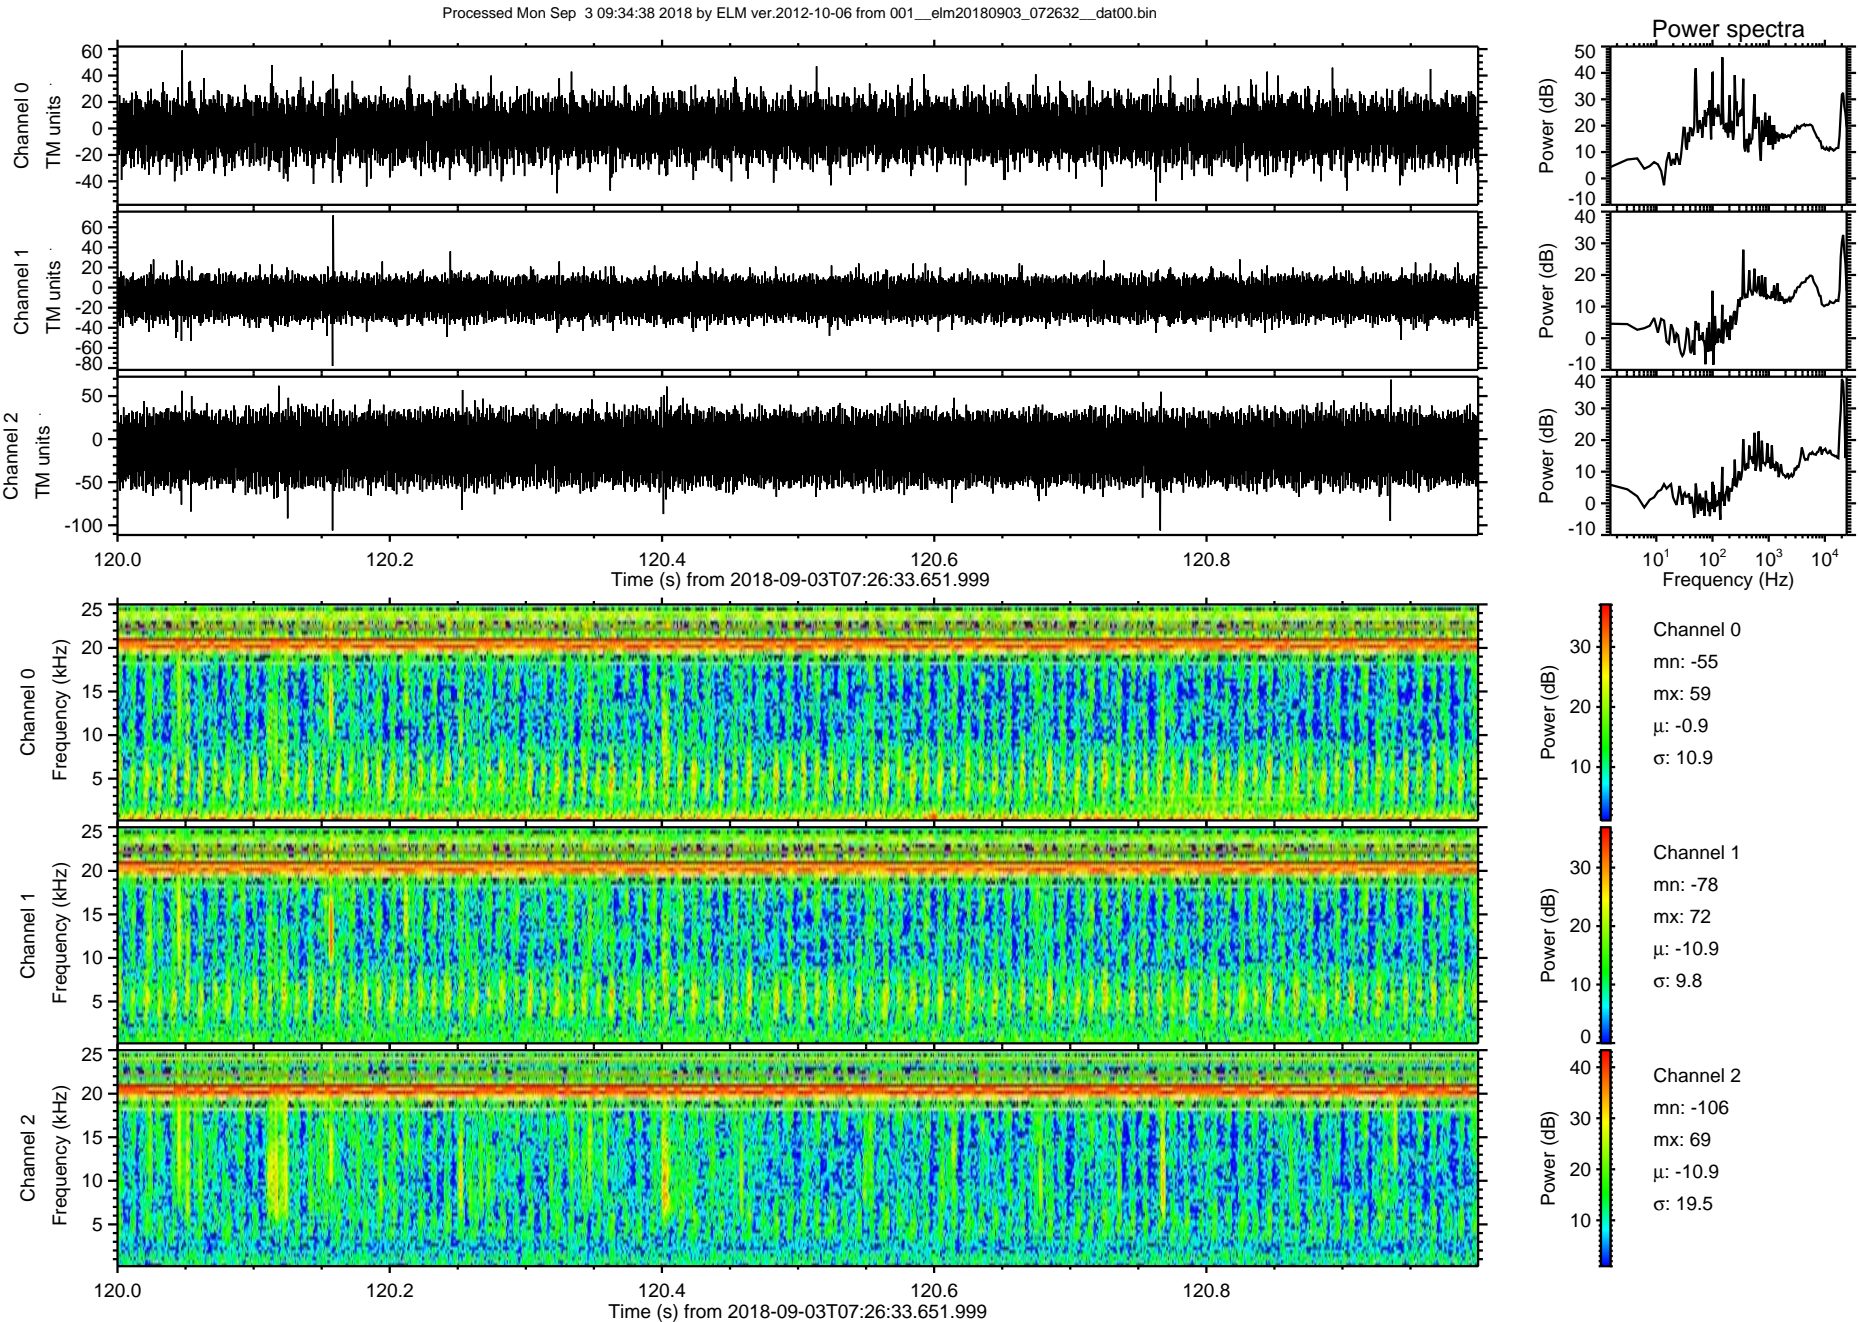 Processed Mon Sep 3 09:34:38 2018 by ELM ver.2012-10-06 from 001__elm20180903_072632__dat00.bin
Power spectra
Channel 0
TM units
60
40
20
0
-20
-40
Power (dB)
50
40
30
20
10
0
-10
Channel 1
TM units
60
40
20
0
-20
-40
-60
-80
Power (dB)
40
30
20
10
0
-10
Channel 2
TM units
50
0
-50
-100
Power (dB)
40
30
20
10
0
-10
120.0 120.2 120.4 120.6 120.8
Time (s) from 2018-09-03T07:26:33.651.999
10¹ 10² 10³ 10⁴
Frequency (Hz)
Channel 0
Frequency (kHz)
25
20
15
10
5
Power (dB)
30
20
10
Channel 0
mn: -55
mx: 59
μ: -0.9
σ: 10.9
Channel 1
Frequency (kHz)
25
20
15
10
5
Power (dB)
30
20
10
0
Channel 1
mn: -78
mx: 72
μ: -10.9
σ: 9.8
Channel 2
Frequency (kHz)
25
20
15
10
5
Power (dB)
40
30
20
10
Channel 2
mn: -106
mx: 69
μ: -10.9
σ: 19.5
120.0 120.2 120.4 120.6 120.8
Time (s) from 2018-09-03T07:26:33.651.999